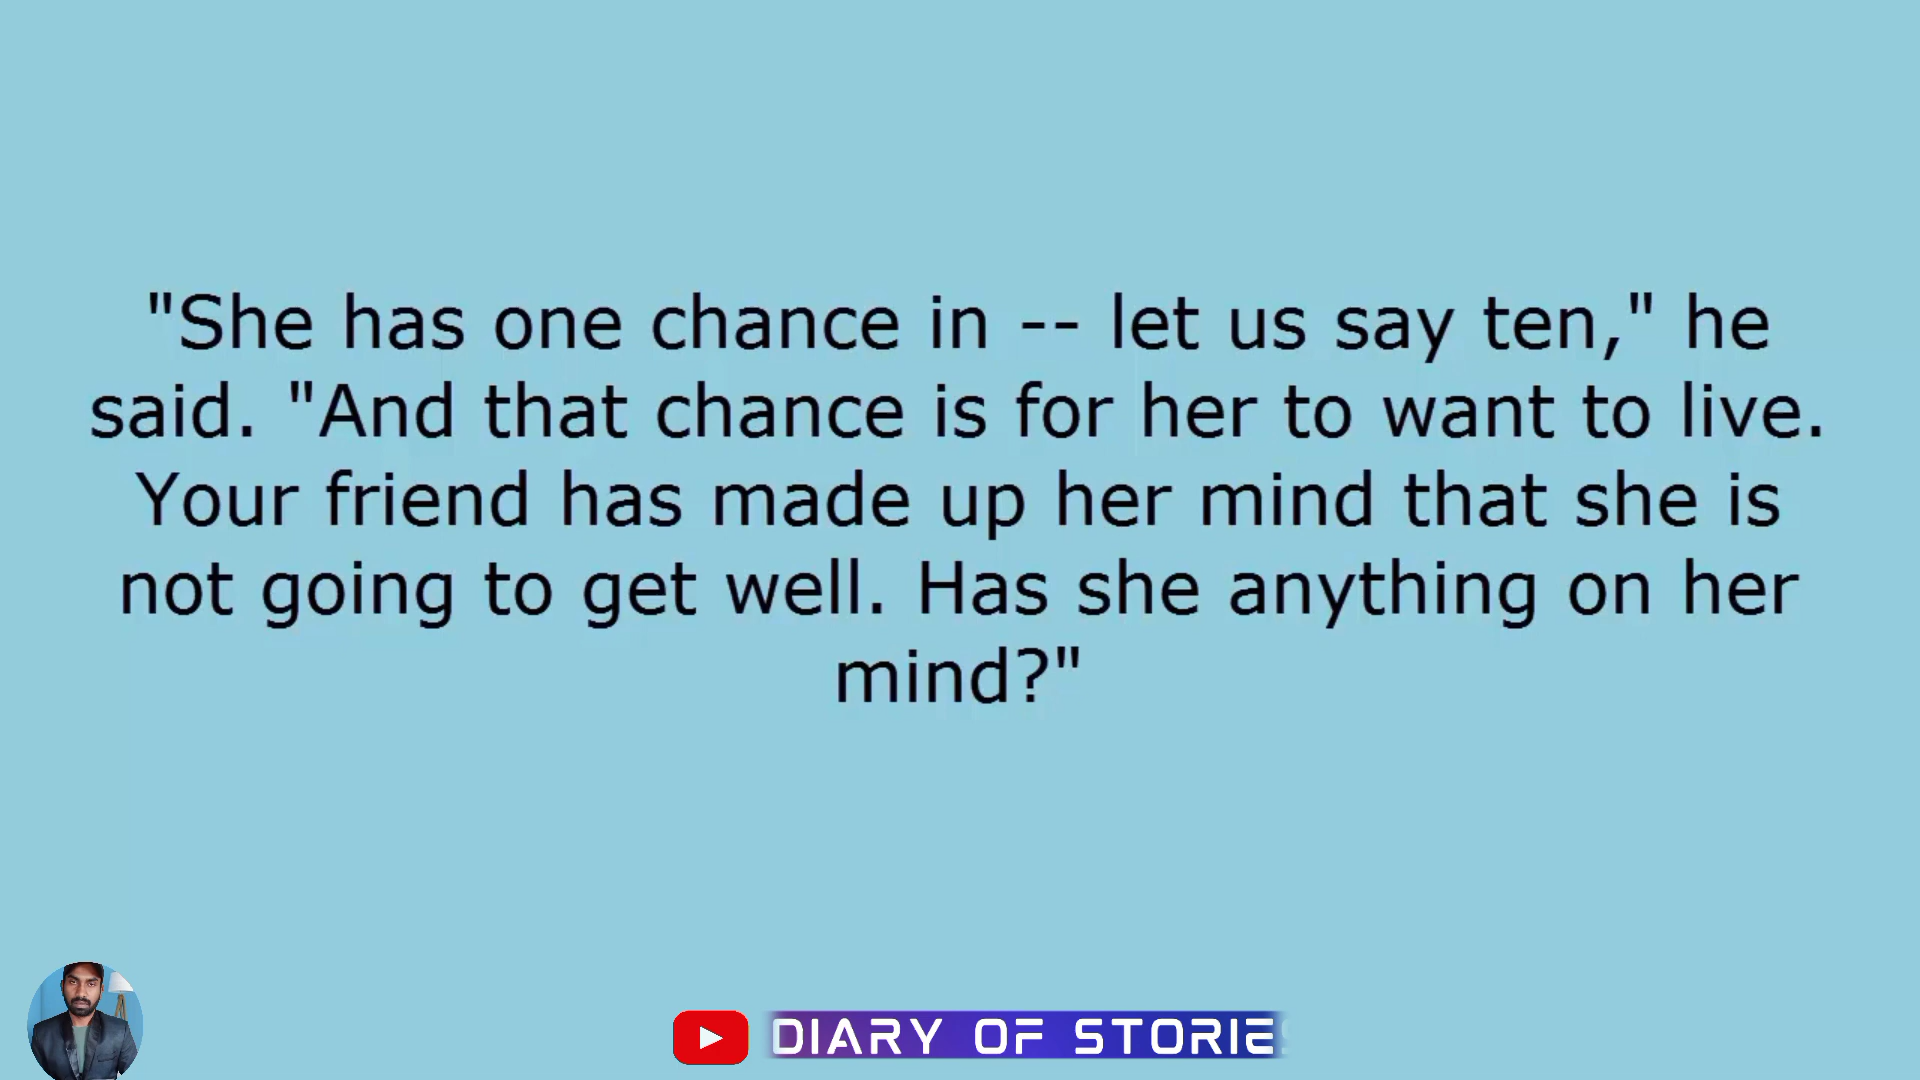 "She has one chance in -- let us say ten," he
said. "And that chance is for her to want to live.
Your friend has made up her mind that she is
not going to get well. Has she anything on her
mind?"
DIARY OF STORIES